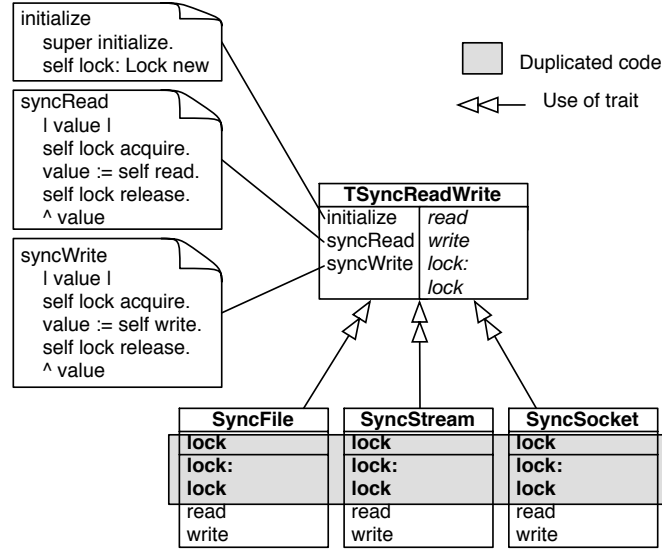 initialize
super initialize.
self lock: Lock new
syncRead
| value |
self lock acquire.
value := self read.
self lock release.
^ value
syncWrite
| value |
self lock acquire.
value := self write.
self lock release.
^ value
Duplicated code
Use of trait
TSyncReadWrite
initialize read
syncRead write
syncWrite lock:
lock
SyncFile
lock
lock:
lock
read
write
SyncStream
lock
lock:
lock
read
write
SyncSocket
lock
lock:
lock
read
write